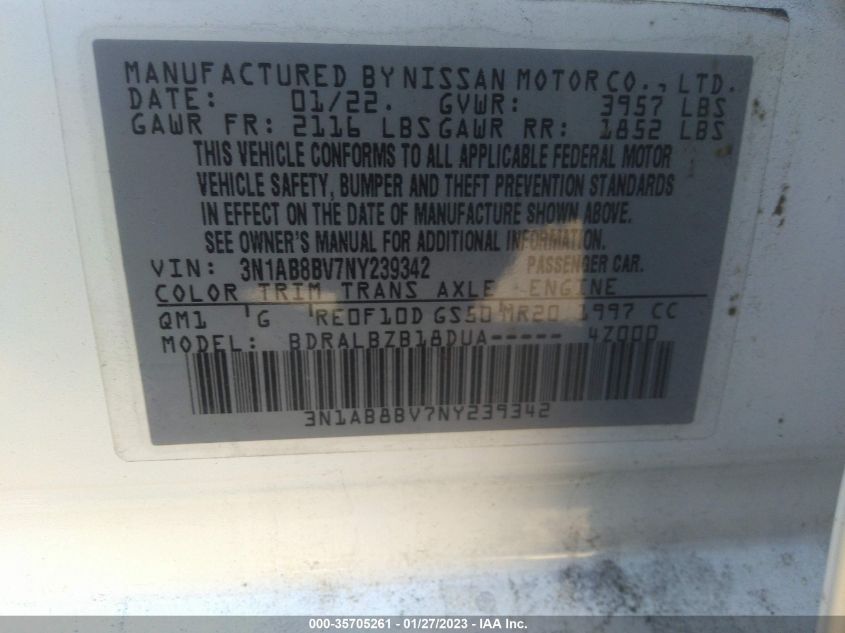 MANUFACTURED BY NISSAN MOTOR CO., LTD.
DATE: 01/22. GVWR: 3957 LBS
GAWR FR: 2116 LBS GAWR RR: 1852 LBS
THIS VEHICLE CONFORMS TO ALL APPLICABLE FEDERAL MOTOR
VEHICLE SAFETY, BUMPER AND THEFT PREVENTION STANDARDS
IN EFFECT ON THE DATE OF MANUFACTURE SHOWN ABOVE.
SEE OWNER'S MANUAL FOR ADDITIONAL INFORMATION.
VIN: 3N1AB8BV7NY239342 PASSENGER CAR.
COLOR TRIM TRANS AXLE ENGINE
QM1 G RE0F10D GS50 MR20 1997 CC
MODEL: BDRALBZB18DUA----- 4Z000
3N1AB8BV7NY239342
000-35705261 - 01/27/2023 - IAA Inc.